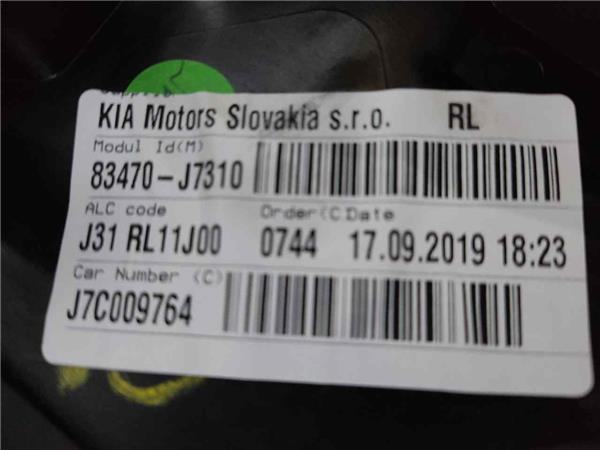 KIA Motors Slovakia s.r.o. RL
Modul Id(M)
83470-J7310
ALC code Order(C Date
J31 RL11J00 0744 17.09.2019 18:23
Car Number (C)
J7C009764